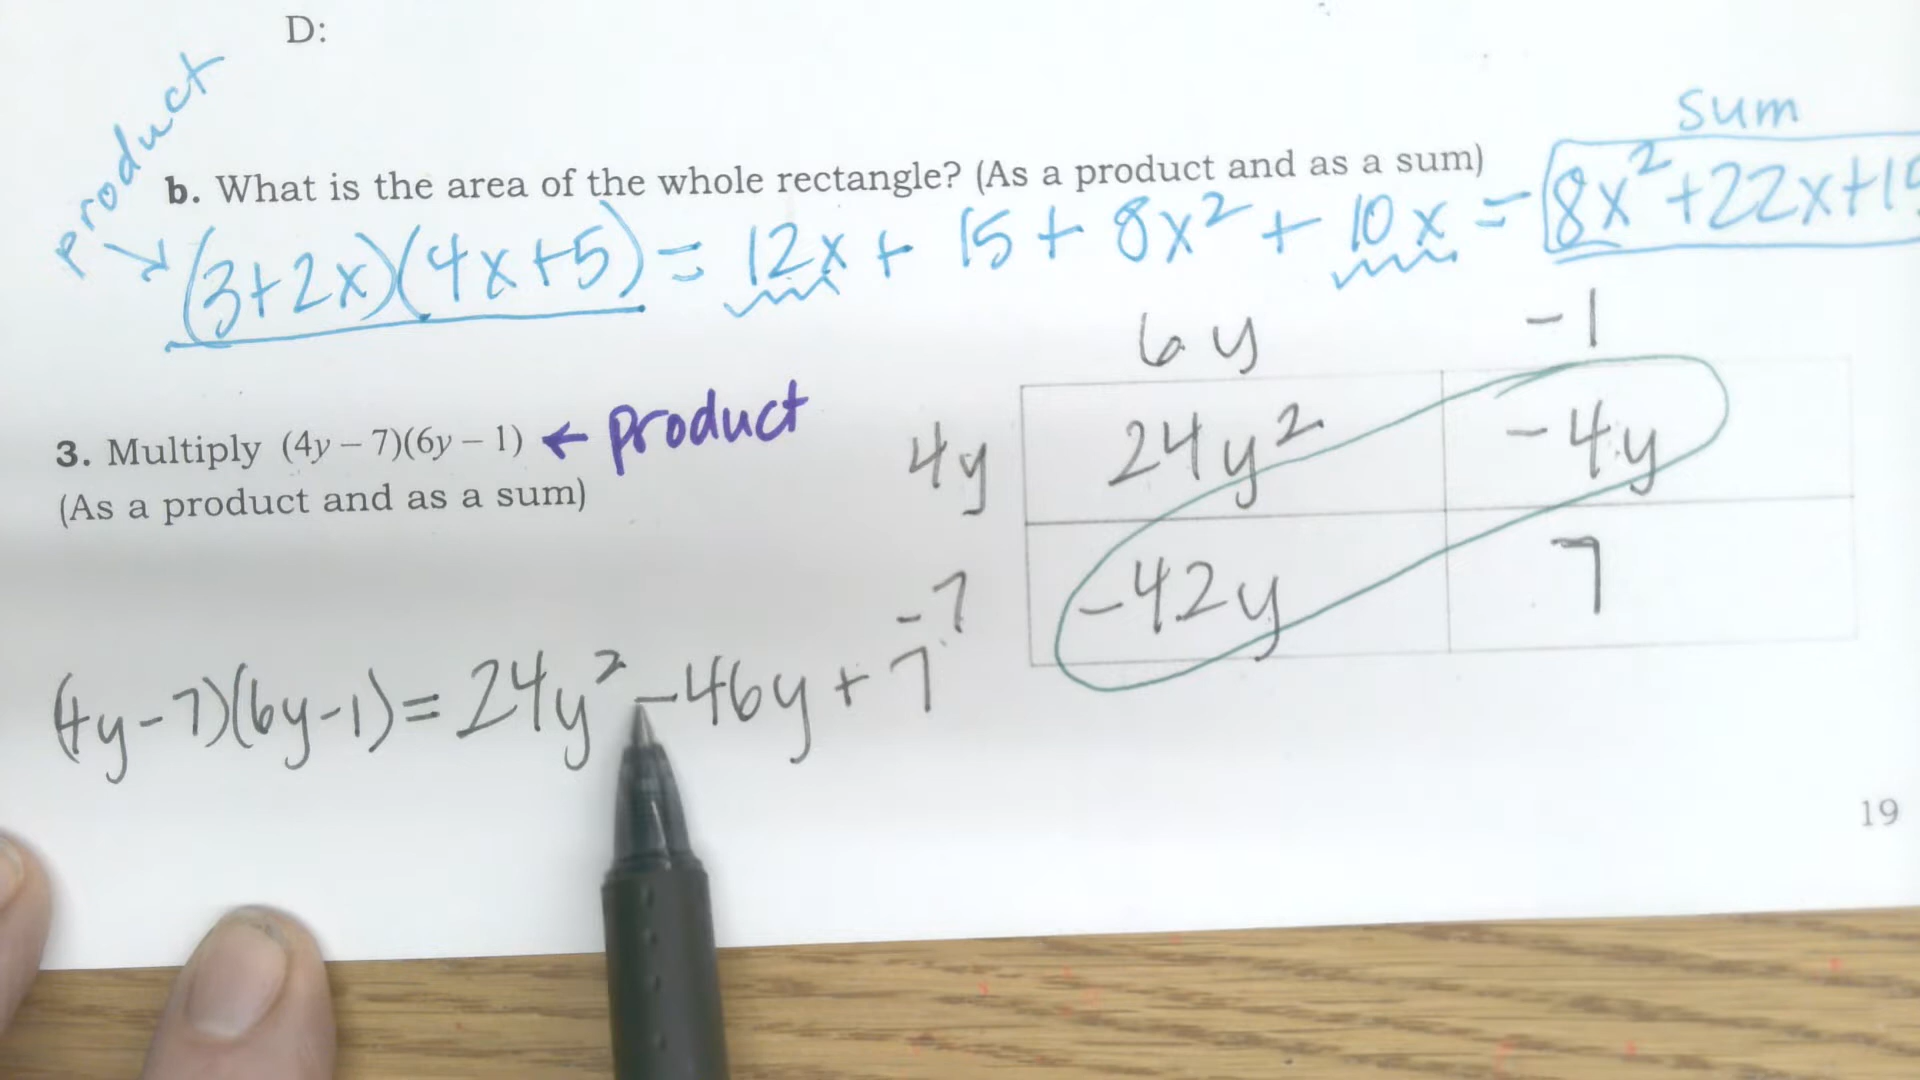 D:
product
sum
b. What is the area of the whole rectangle? (As a product and as a sum)
(3+2x)(4x+5) = 12x + 15 + 8x² + 10x = 8x²+22x+1
6y -1
3. Multiply (4y – 7)(6y – 1) ← product
(As a product and as a sum)
4y 24y² -4y
-7 -42y 7
(4y-7)(6y-1) = 24y² -46y + 7
19